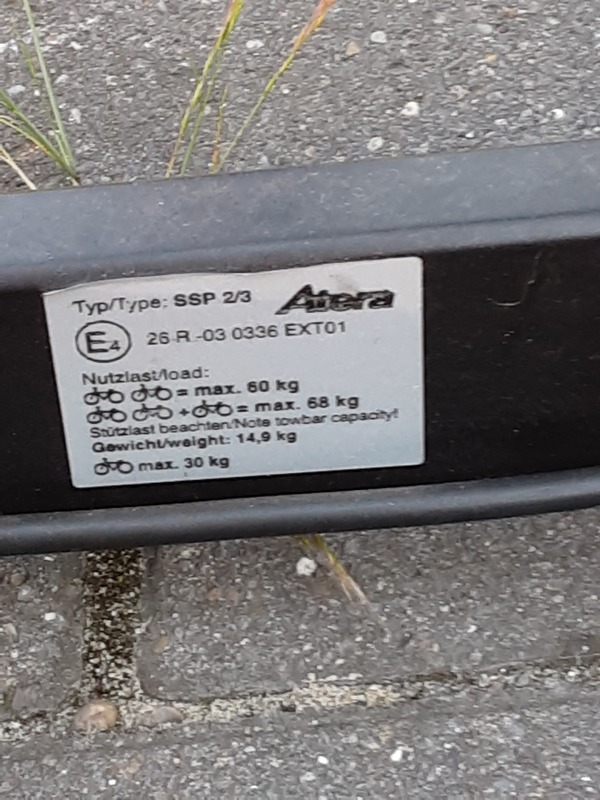 Typ/Type: SSP 2/3 Atera
E4 26 R.-03 0336 EXT01
Nutzlast/load:
= max. 60 kg
+ = max. 68 kg
Stützlast beachten/Note towbar capacity!
Gewicht/weight: 14,9 kg
max. 30 kg